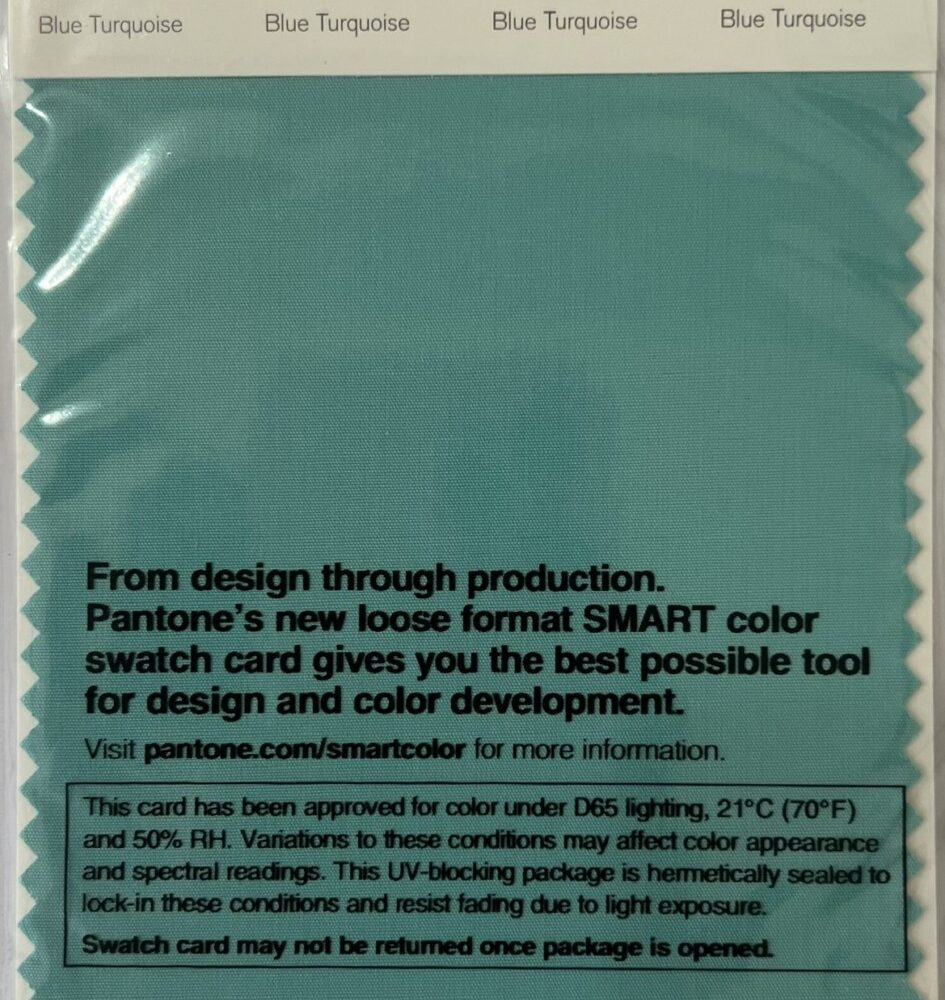 Blue Turquoise Blue Turquoise Blue Turquoise Blue Turquoise
From design through production.
Pantone's new loose format SMART color
swatch card gives you the best possible tool
for design and color development.
Visit pantone.com/smartcolor for more information.
This card has been approved for color under D65 lighting, 21°C (70°F)
and 50% RH. Variations to these conditions may affect color appearance
and spectral readings. This UV-blocking package is hermetically sealed to
lock-in these conditions and resist fading due to light exposure.
Swatch card may not be returned once package is opened.